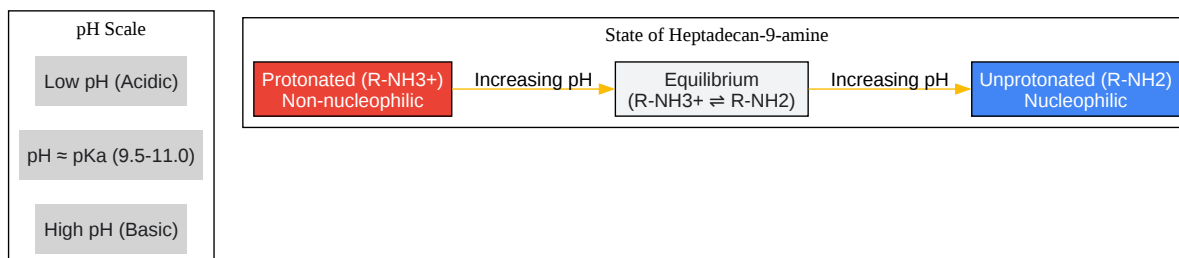 pH Scale
Low pH (Acidic)
pH ≈ pKa (9.5-11.0)
High pH (Basic)
State of Heptadecan-9-amine
Protonated (R-NH3+)
Non-nucleophilic
Increasing pH
Equilibrium
(R-NH3+ ⇌ R-NH2)
Increasing pH
Unprotonated (R-NH2)
Nucleophilic